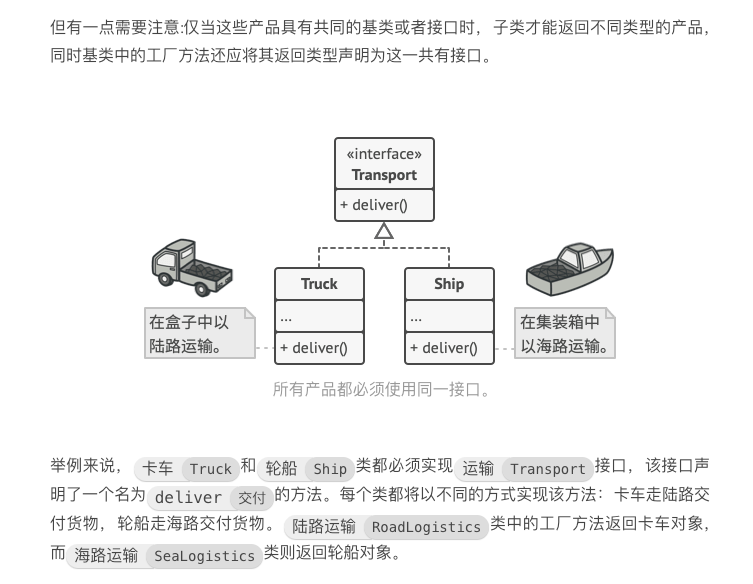 但有一点需要注意:仅当这些产品具有共同的基类或者接口时， 子类才能返回不同类型的产品，
同时基类中的工厂方法还应将其返回类型声明为这一共有接口。
«interface»
Transport
+ deliver()
Truck
...
+ deliver()
Ship
...
+ deliver()
在盒子中以
陆路运输。
在集装箱中
以海路运输。
所有产品都必须使用同一接口。
举例来说， 卡车 Truck 和 轮船 Ship 类都必须实现 运输 Transport 接口，该接口声
明了一个名为 deliver 交付 的方法。每个类都将以不同的方式实现该方法：卡车走陆路交
付货物，轮船走海路交付货物。 陆路运输 RoadLogistics 类中的工厂方法返回卡车对象，
而 海路运输 SeaLogistics 类则返回轮船对象。